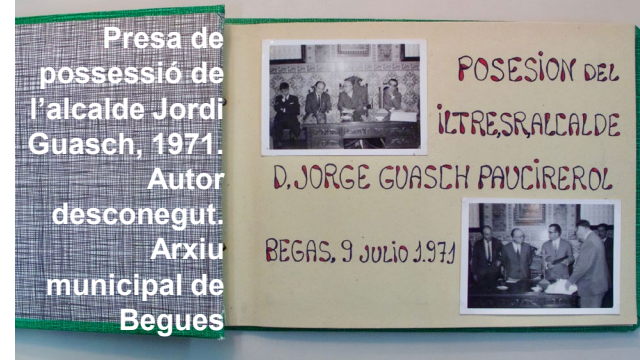 Presa de
possessió de
l'alcalde Jordi
Guasch, 1971.
Autor
desconegut.
Arxiu
municipal de
Begues
POSESION DEL
ILTRE,SR,ALCALDE
D. JORGE GUASCH PAUCIREROL
BEGAS, 9 JULIO 1.971